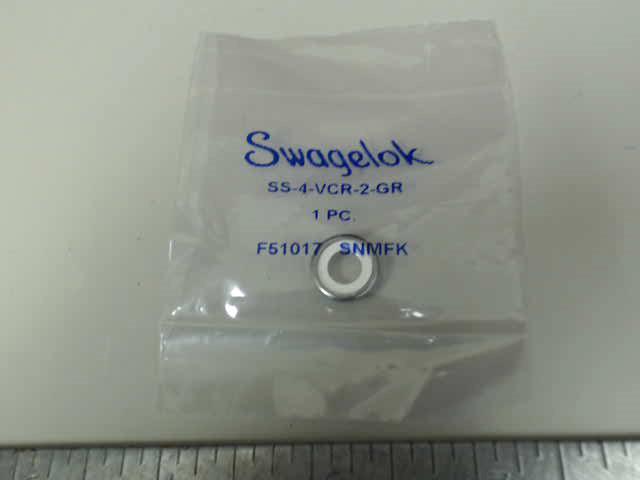 Swagelok
SS-4-VCR-2-GR
1 PC.
F51017 SNMFK